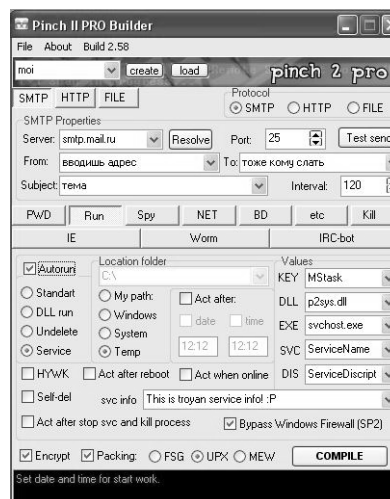 Pinch II PRO Builder
File About Build 2.58
moi create load pinch 2 pro
SMTP HTTP FILE
Protocol
SMTP HTTP FILE
SMTP Properties
Server: smtp.mail.ru Resolve Port: 25 Test send
From: вводишь адрес To: тоже кому слать
Subject: тема Interval: 120
PWD Run Spy NET BD etc Kill
IE Worm IRC-bot
Autorun
Standart
DLL run
Undelete
Service
Location folder
C:\
My path:
Windows
System
Temp
Act after:
date time
12:12 12:12
Values
KEY MStask
DLL p2sys.dll
EXE svchost.exe
SVC ServiceName
DIS ServiceDiscript
HYWK Act after reboot Act when online
Self-del svc info This is troyan service info! :P
Act after stop svc and kill process Bypass Windows Firewall (SP2)
Encrypt Packing: FSG UPX MEW COMPILE
Set date and time for start work.